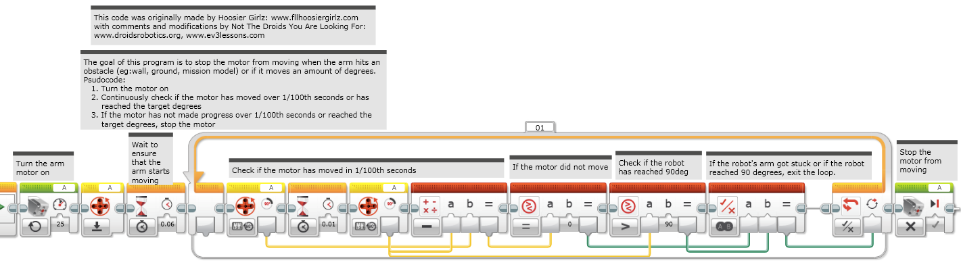 This code was originally made by Hoosier Girlz: www.fllhoosiergirlz.com
with comments and modifications by Not The Droids You Are Looking For:
www.droidsrobotics.org, www.ev3lessons.com
The goal of this program is to stop the motor from moving when the arm hits an
obstacle (eg:wall, ground, mission model) or if it moves an amount of degrees.
Psudocode:
1. Turn the motor on
2. Continuously check if the motor has moved over 1/100th seconds or has
reached the target degrees
3. If the motor has not made progress over 1/100th seconds or reached the
target degrees, stop the motor
01
Turn the arm
motor on
Wait to
ensure
that the
arm starts
moving
Check if the motor has moved in 1/100th seconds
If the motor did not move
Check if the robot
has reached 90deg
If the robot's arm got stuck or if the robot
reached 90 degrees, exit the loop.
Stop the
motor from
moving
A
A
A
A
A
a b =
a b =
a b =
a b =
25
0.06
0.01
−
=
0
>
90